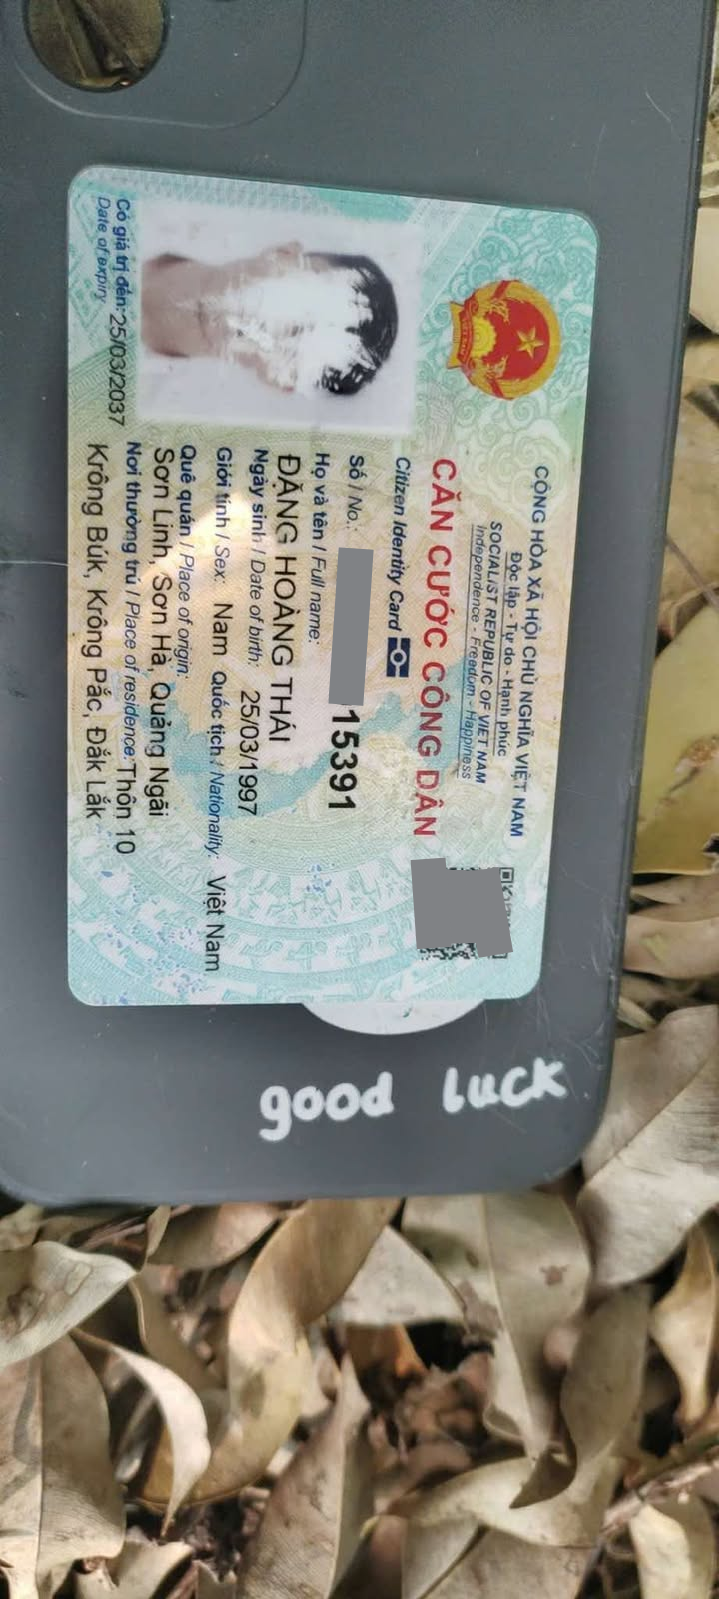 CỘNG HÒA XÃ HỘI CHỦ NGHĨA VIỆT NAM
Độc lập - Tự do - Hạnh phúc
SOCIALIST REPUBLIC OF VIET NAM
Independence - Freedom - Happiness
CĂN CƯỚC CÔNG DÂN
Citizen Identity Card
Số / No.: 15391
Họ và tên / Full name:
ĐẶNG HOÀNG THÁI
Ngày sinh / Date of birth: 25/03/1997
Giới tính / Sex: Nam Quốc tịch / Nationality: Việt Nam
Quê quán / Place of origin:
Sơn Linh, Sơn Hà, Quảng Ngãi
Nơi thường trú / Place of residence: Thôn 10
Krông Búk, Krông Pắc, Đắk Lắk
Có giá trị đến: 25/03/2037
Date of expiry
good luck